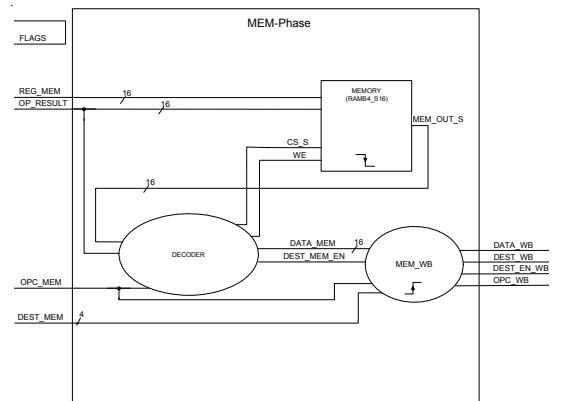 MEM-Phase
FLAGS
REG_MEM
16
OP_RESULT
16
MEMORY
(RAMB4_S16)
MEM_OUT_S
CS_S
WE
16
DECODER
DATA_MEM
16
DEST_MEM_EN
MEM_WB
DATA_WB
DEST_WB
DEST_EN_WB
OPC_WB
OPC_MEM
DEST_MEM
4